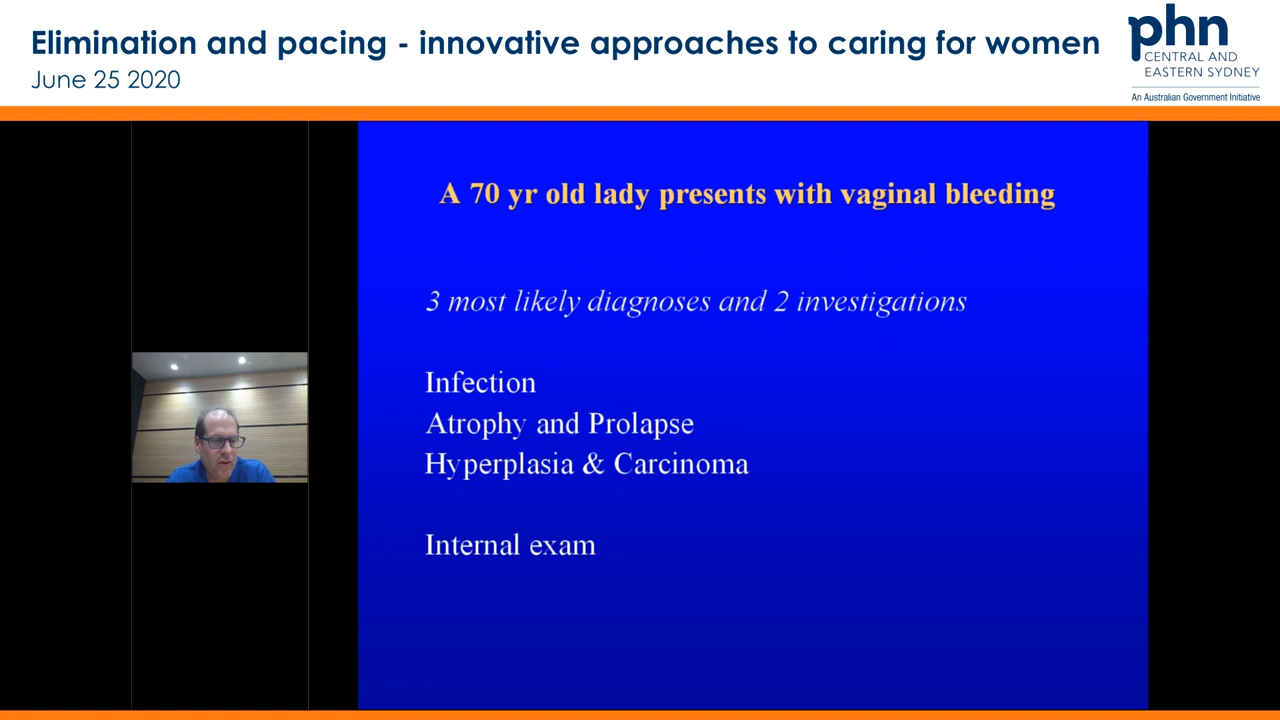 Elimination and pacing - innovative approaches to caring for women
June 25 2020
phn
CENTRAL AND
EASTERN SYDNEY
An Australian Government Initiative
A 70 yr old lady presents with vaginal bleeding
3 most likely diagnoses and 2 investigations
Infection
Atrophy and Prolapse
Hyperplasia & Carcinoma
Internal exam